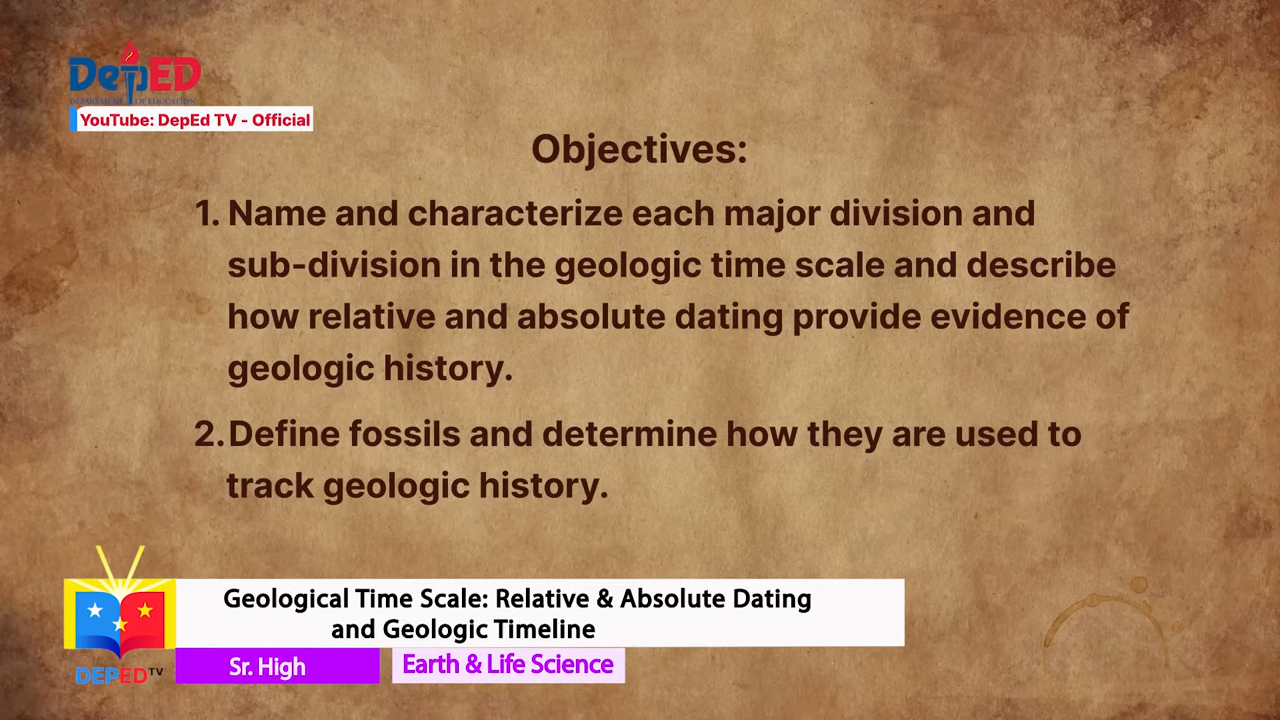 DepED
DEPARTMENT OF EDUCATION
YouTube: DepEd TV - Official
Objectives:
1. Name and characterize each major division and
sub-division in the geologic time scale and describe
how relative and absolute dating provide evidence of
geologic history.
2. Define fossils and determine how they are used to
track geologic history.
Geological Time Scale: Relative & Absolute Dating
and Geologic Timeline
DEPED TV
Sr. High
Earth & Life Science